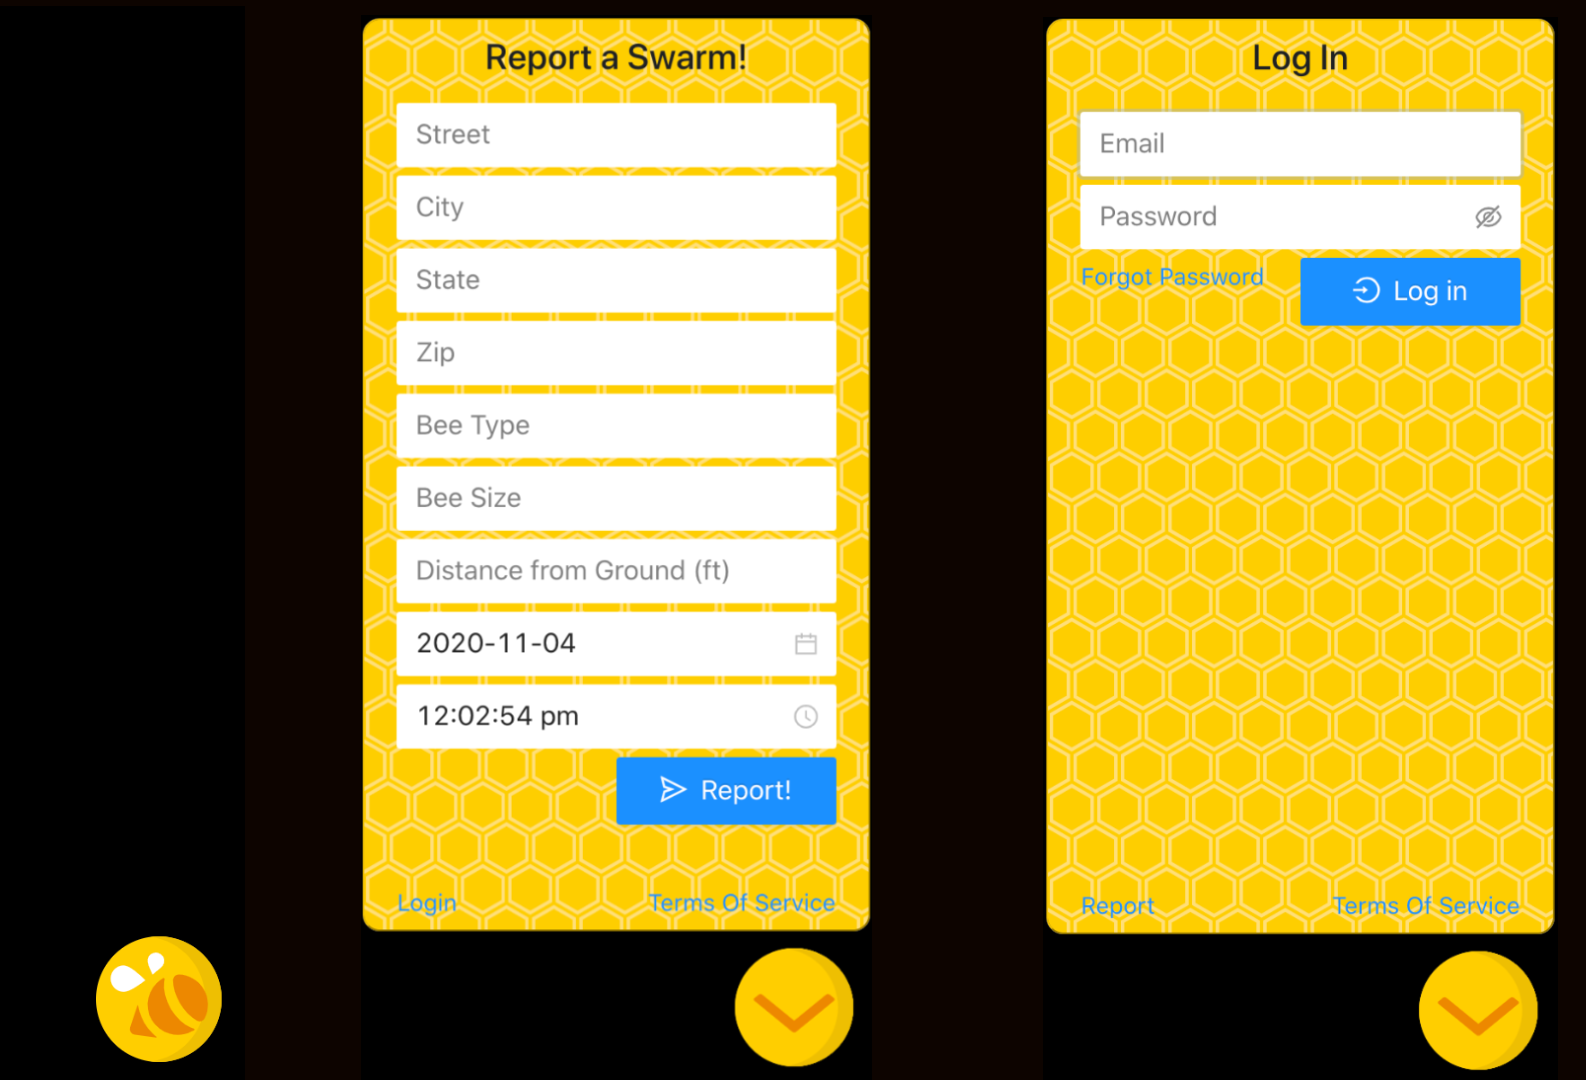 Report a Swarm!
Street
City
State
Zip
Bee Type
Bee Size
Distance from Ground (ft)
2020-11-04
12:02:54 pm
Report!
Login
Terms Of Service
Log In
Email
Password
Forgot Password
Log in
Report
Terms Of Service